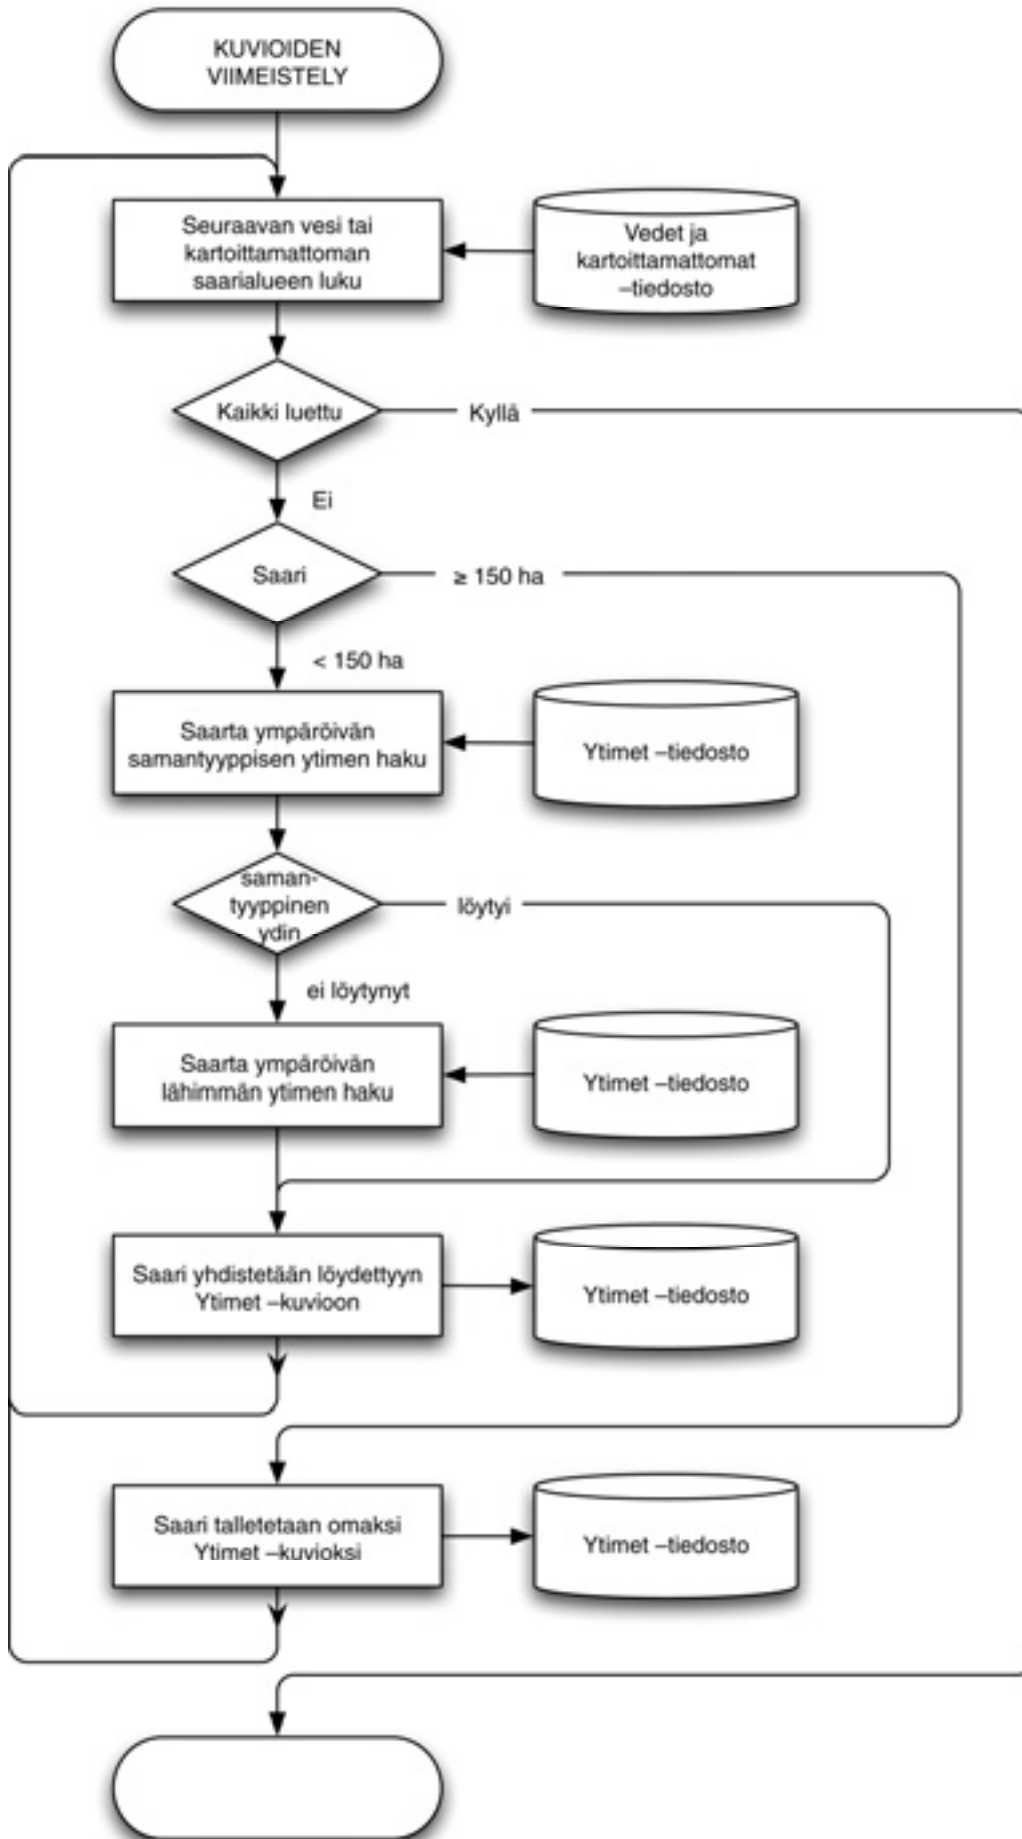 KUVIOIDEN
VIIMEISTELY
Seuraavan vesi tai
kartoittamattoman
saarialueen luku
Vedet ja
kartoittamattomat
–tiedosto
Kaikki luettu
Kyllä
Ei
Saari
≥ 150 ha
< 150 ha
Saarta ympäröivän
samantyyppisen ytimen haku
Ytimet –tiedosto
saman-
tyyppinen
ydin
löytyi
ei löytynyt
Saarta ympäröivän
lähimmän ytimen haku
Ytimet –tiedosto
Saari yhdistetään löydettyyn
Ytimet –kuvioon
Ytimet –tiedosto
Saari talletetaan omaksi
Ytimet –kuvioksi
Ytimet –tiedosto